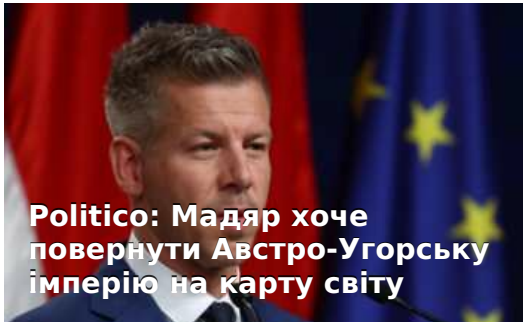 Politico: Мадяр хоче
повернути Австро-Угорську
імперію на карту світу